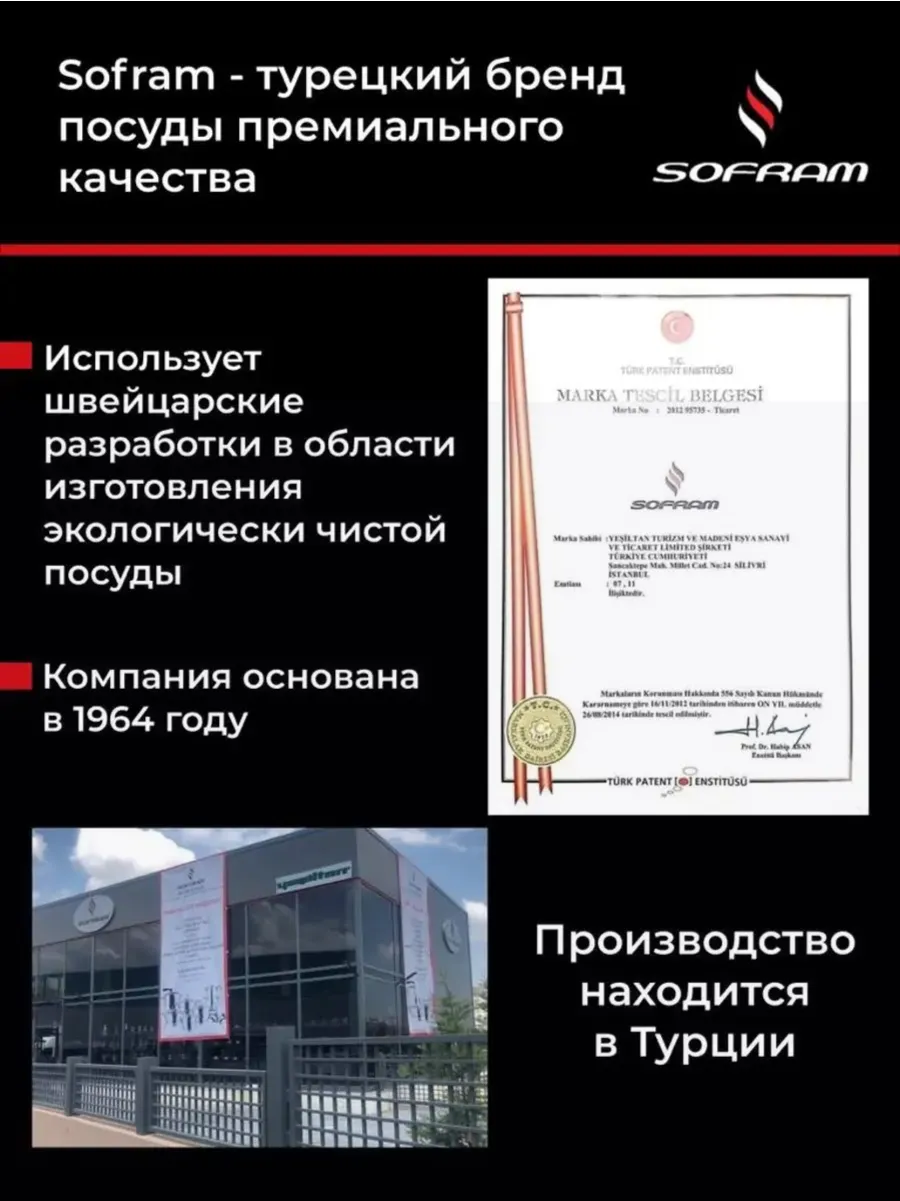 Sofram - турецкий бренд
посуды премиального
качества
SOFRAM
Использует
швейцарские
разработки в области
изготовления
экологически чистой
посуды
Компания основана
в 1964 году
T.C.
TÜRK PATENT ENSTİTÜSÜ
MARKA TESCİL BELGESİ
Marka No : 2012 95735 - Ticaret
SOFRAM
Marka Sahibi :YEŞİLTAN TURİZM VE MADENİ EŞYA SANAYİ
VE TİCARET LİMİTED ŞİRKETİ
TÜRKİYE CUMHURİYETİ
Sancaktepe Mah. Millet Cad. No:24 SİLİVRİ
İSTANBUL
Emtiası : 07 , 11
İlişiktedir.
Markaların Korunması Hakkında 556 Sayılı Kanun Hükmünde
Kararnameye göre 16/11/2012 tarihinden itibaren ON YIL müddetle
26/08/2014 tarihinde tescil edilmiştir.
Prof. Dr. Habip ASAN
Enstitü Başkanı
TÜRK PATENT ENSTİTÜSÜ
Производство
находится
в Турции